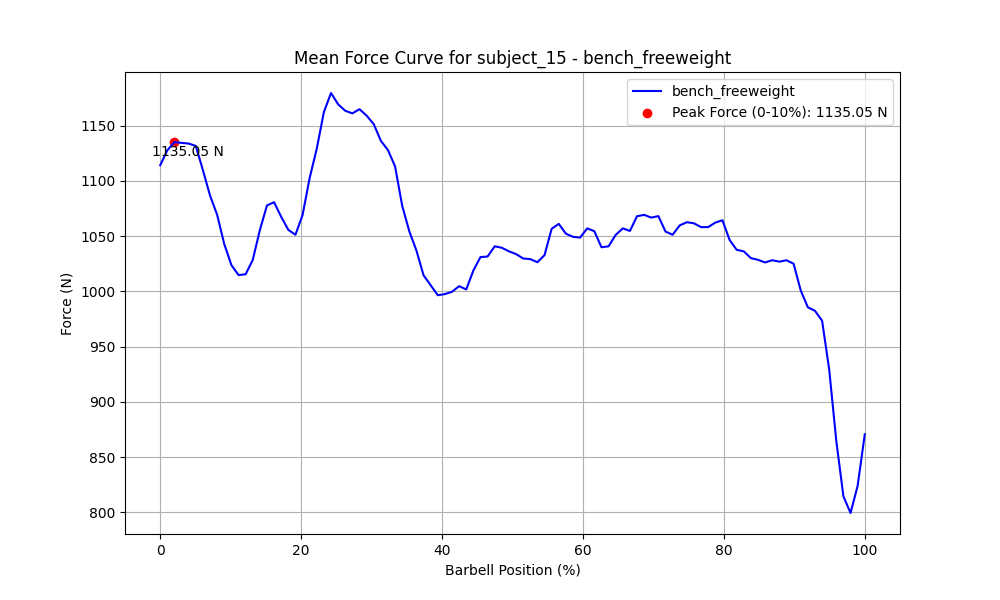 Mean Force Curve for subject_15 - bench_freeweight
bench_freeweight
Peak Force (0-10%): 1135.05 N
1135.05 N
1150
1100
1050
1000
950
900
850
800
Force (N)
0 20 40 60 80 100
Barbell Position (%)